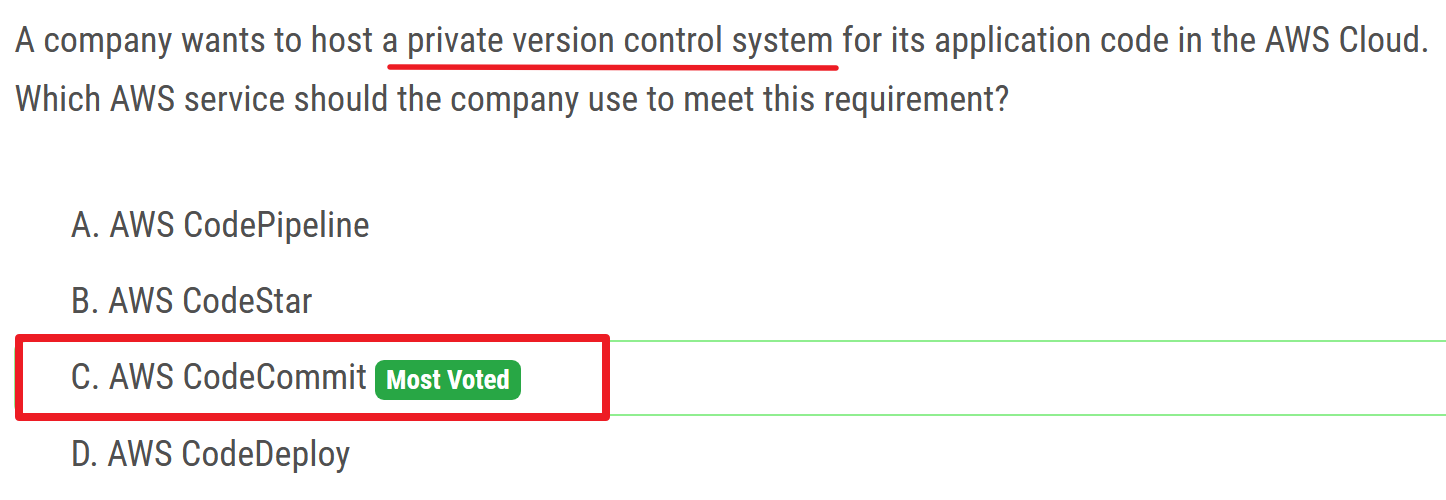 A company wants to host a private version control system for its application code in the AWS Cloud.
Which AWS service should the company use to meet this requirement?
A. AWS CodePipeline
B. AWS CodeStar
C. AWS CodeCommit Most Voted
D. AWS CodeDeploy